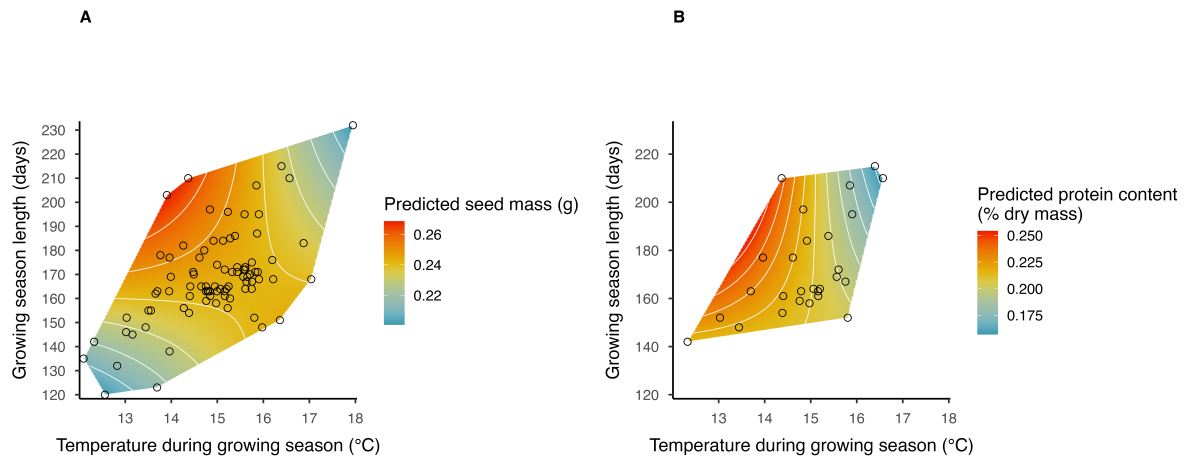 A
Growing season length (days)
230
220
210
200
190
180
170
160
150
140
130
120
13 14 15 16 17 18
Temperature during growing season (°C)
Predicted seed mass (g)
0.26
0.24
0.22
B
Growing season length (days)
220
200
180
160
140
120
13 14 15 16 17 18
Temperature during growing season (°C)
Predicted protein content
(% dry mass)
0.250
0.225
0.200
0.175